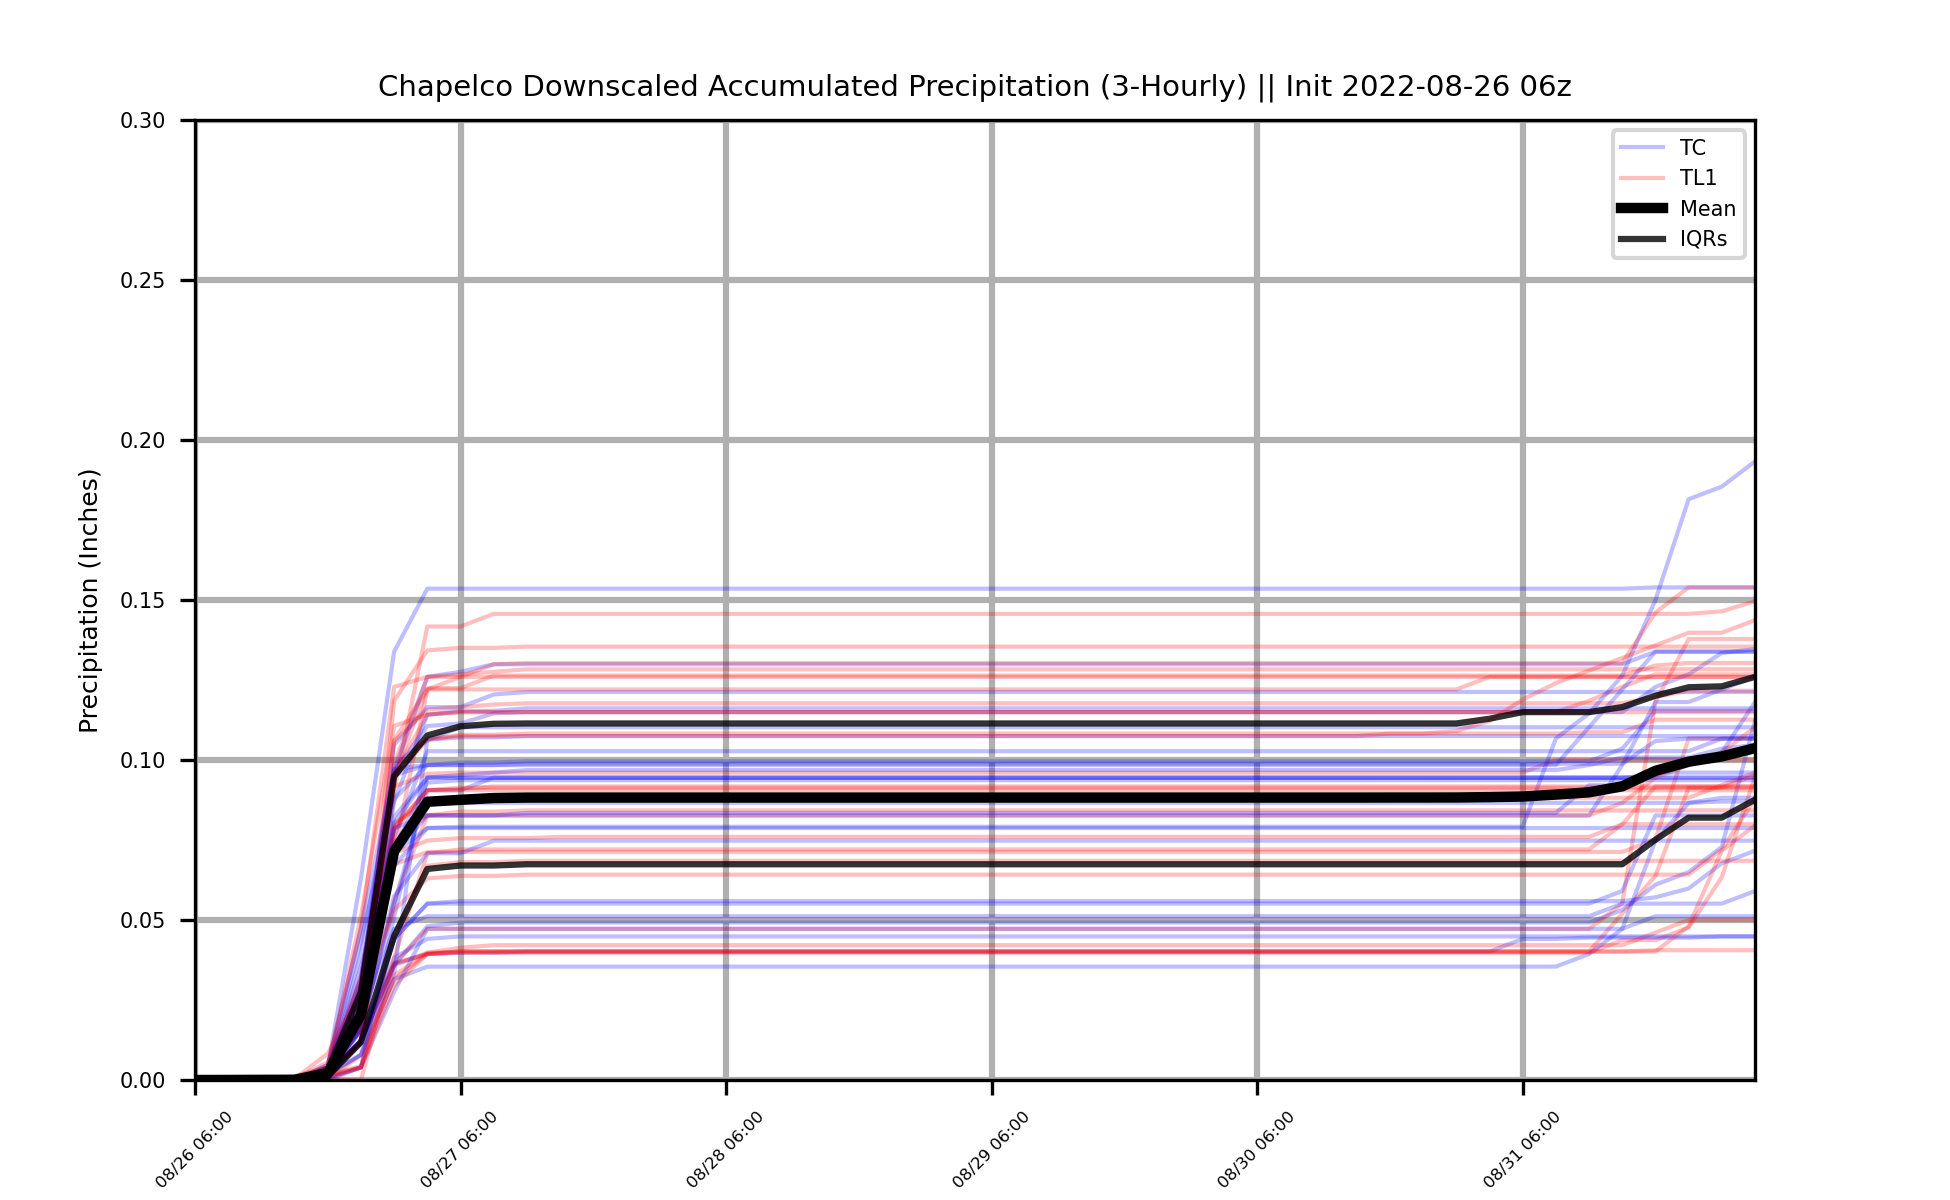 Chapelco Downscaled Accumulated Precipitation (3-Hourly) || Init 2022-08-26 06z
TC
TL1
Mean
IQRs
Precipitation (Inches)
0.30
0.25
0.20
0.15
0.10
0.05
0.00
08/26 06:00
08/27 06:00
08/28 06:00
08/29 06:00
08/30 06:00
08/31 06:00